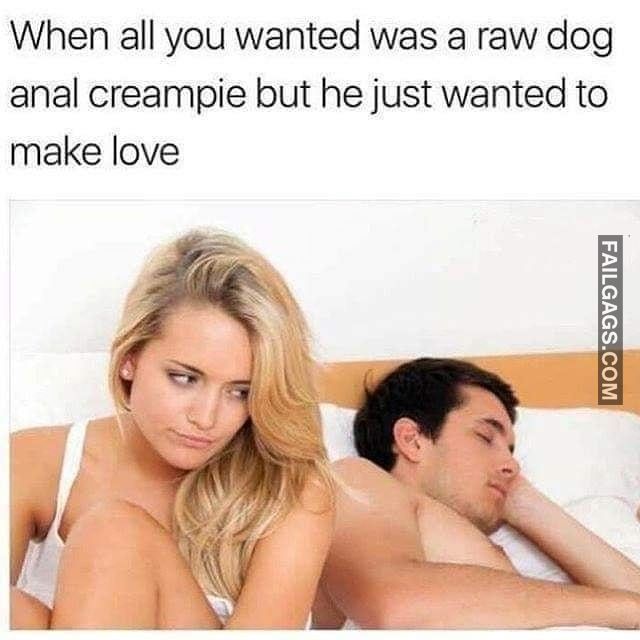 When all you wanted was a raw dog
anal creampie but he just wanted to
make love
FAILGAGS.COM